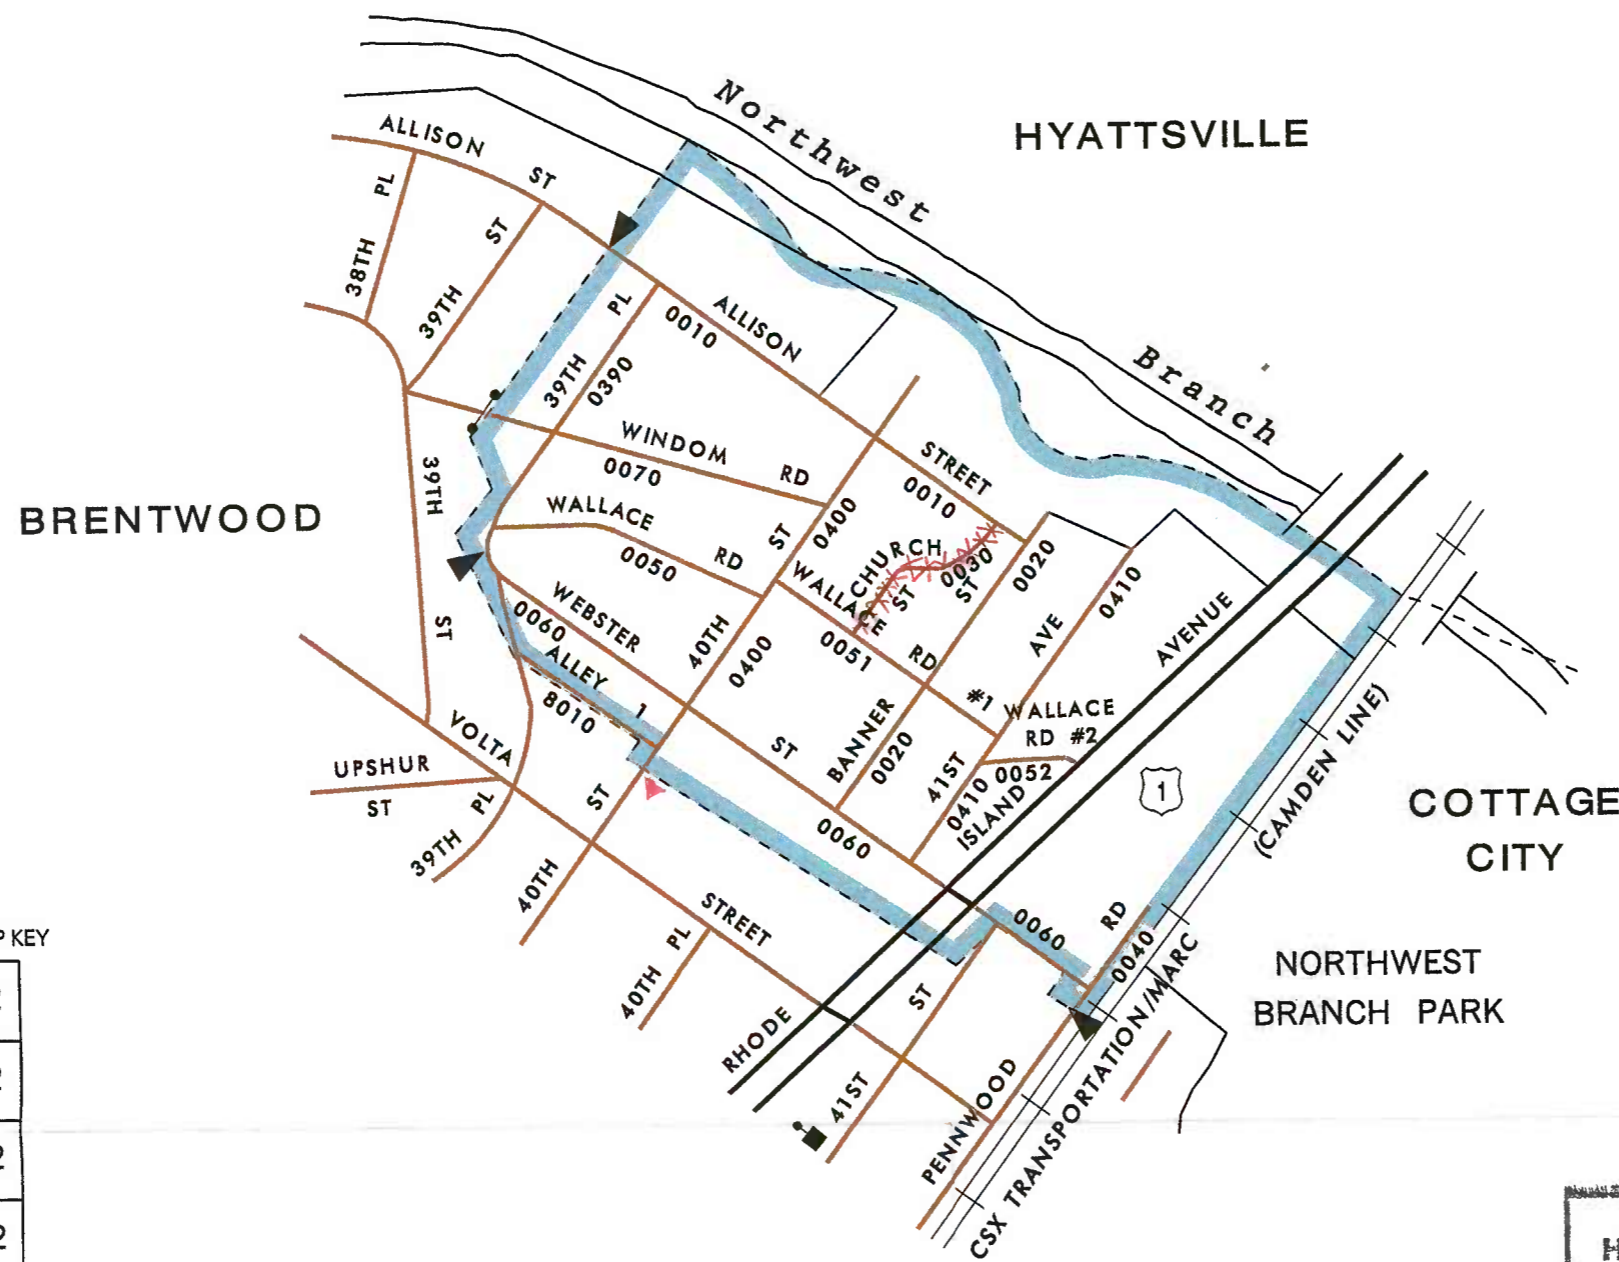 Northwest
Branch
HYATTSVILLE
BRENTWOOD
COTTAGE
CITY
NORTHWEST
BRANCH PARK
ALLISON
ST
38TH
PL
39TH
ST
39TH
PL
0390
0010
ALLISON
STREET
0010
WINDOM
RD
0070
WALLACE
RD
0050
WEBSTER
ST
0060
0060
0060
ALLEY 1
8010
39TH
ST
40TH
ST
0400
0400
CHURCH
ST
0030
ST
WALLACE
RD
#1
0051
0020
BANNER
0020
41ST
AVE
0410
0410
WALLACE
RD #2
0052
RHODE
ISLAND
AVENUE
1
(CAMDEN LINE)
VOLTA
STREET
UPSHUR
ST
39TH
PL
40TH
ST
40TH
PL
41ST
ST
PENNWOOD
RD
0040
CSX TRANSPORTATION/MARC
KEY